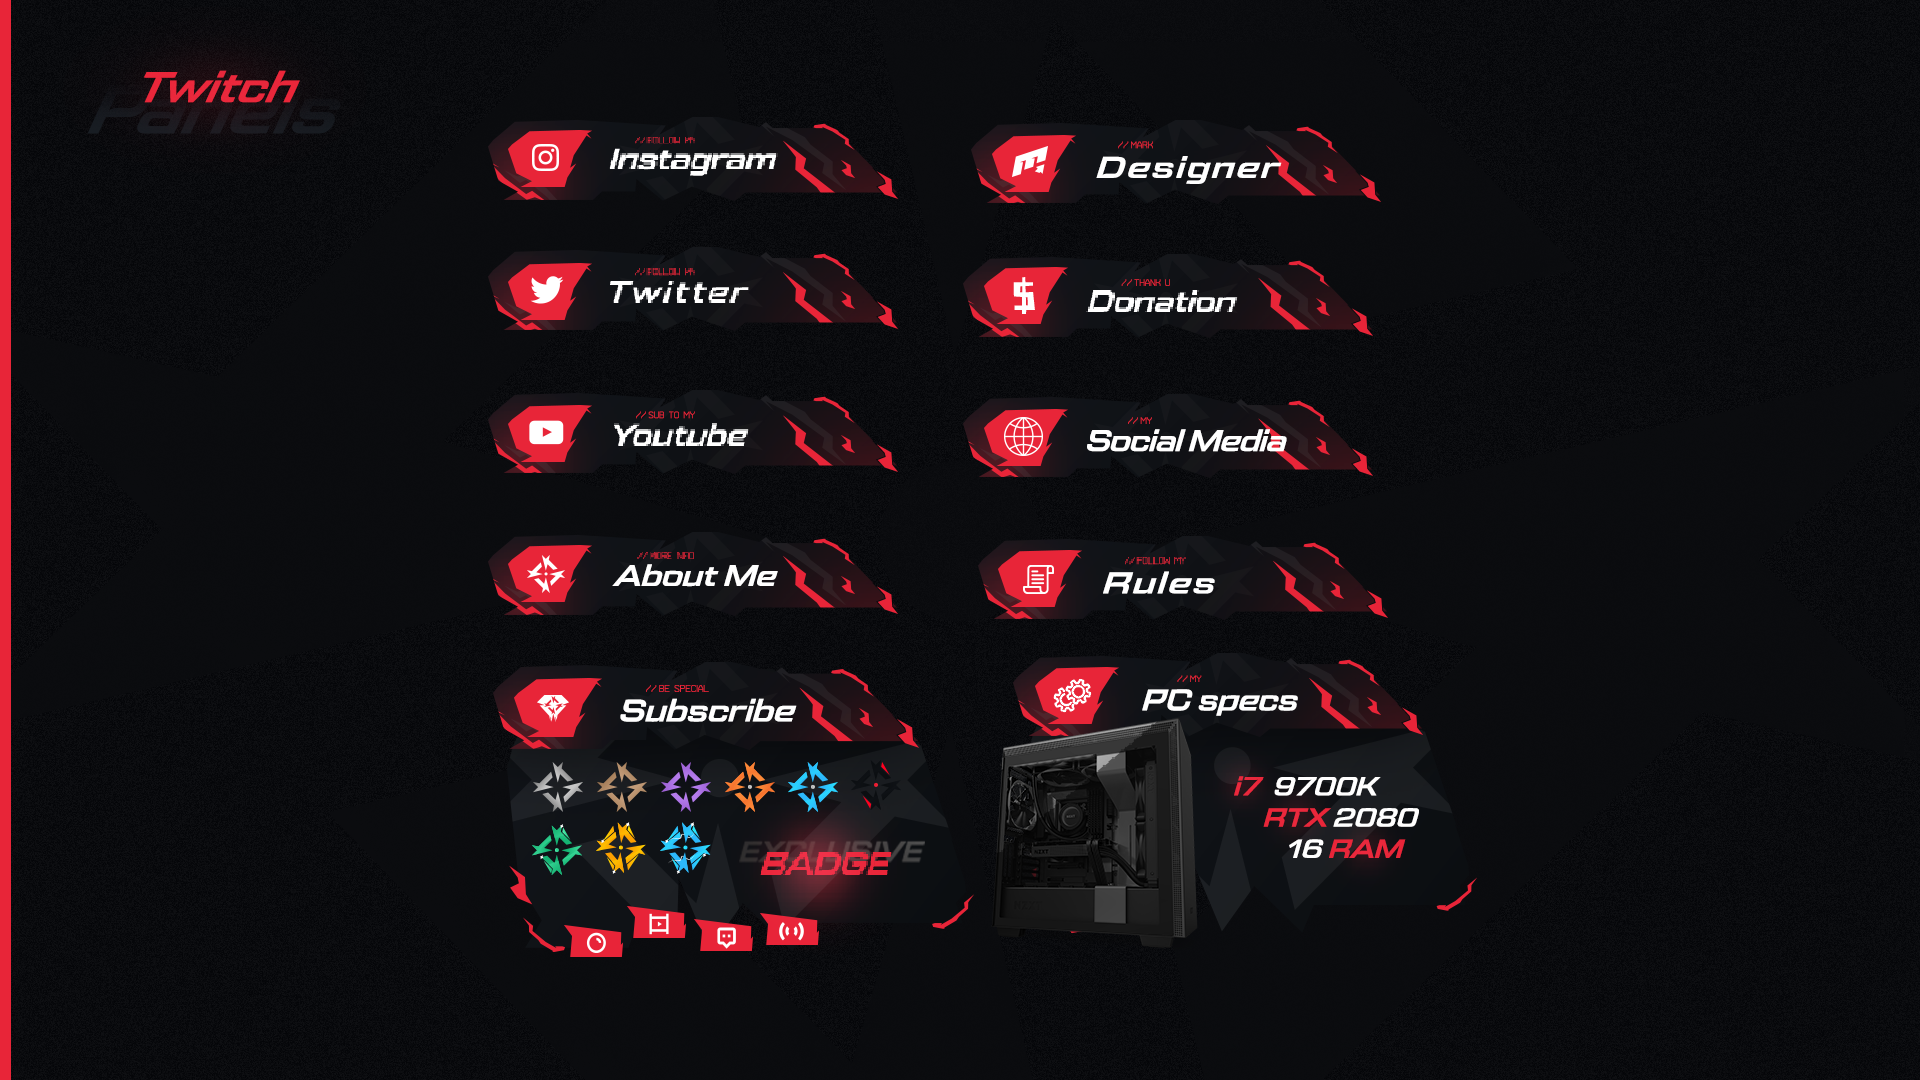 Twitch
Panels
// FOLLOW MY
Instagram
// MARK
Designer
// FOLLOW MY
Twitter
// THANK U
Donation
// SUB TO MY
Youtube
// MY
Social Media
// MORE INFO
About Me
// FOLLOW MY
Rules
// BE SPECIAL
Subscribe
EXCLUSIVE
BADGE
// MY
PC specs
i7 9700K
RTX 2080
16 RAM